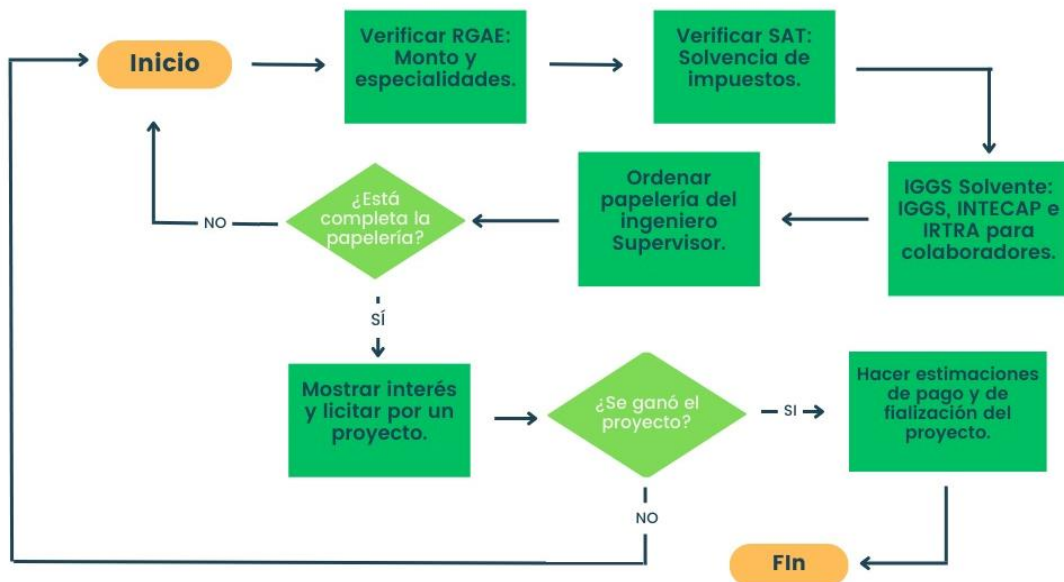 Inicio
Verificar RGAE:
Monto y
especialidades.
Verificar SAT:
Solvencia de
impuestos.
IGGS Solvente:
IGGS, INTECAP e
IRTRA para
colaboradores.
Ordenar
papelería del
ingeniero
Supervisor.
¿Está
completa la
papelería?
NO
SÍ
Mostrar interés
y licitar por un
proyecto.
¿Se ganó el
proyecto?
SI
Hacer estimaciones
de pago y de
fialización del
proyecto.
NO
FIn